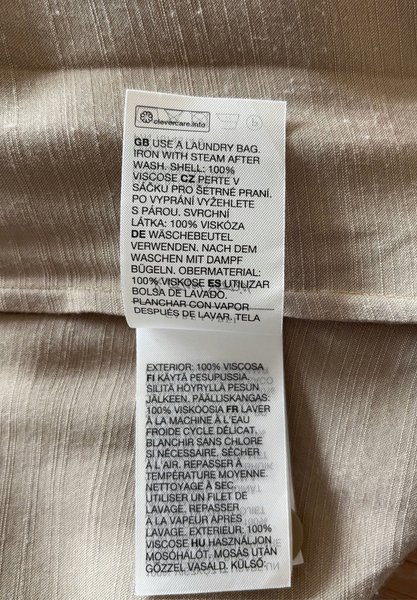 clevercare.info
GB USE A LAUNDRY BAG.
IRON WITH STEAM AFTER
WASH. SHELL: 100%
VISCOSE CZ PERTE V
SÁČKU PRO ŠETRNÉ PRANÍ.
PO VYPRÁNÍ VYŽEHLETE
S PÁROU. SVRCHNÍ
LÁTKA: 100% VISKÓZA
DE WÄSCHEBEUTEL
VERWENDEN. NACH DEM
WASCHEN MIT DAMPF
BÜGELN. OBERMATERIAL:
100% VISKOSE ES UTILIZAR
BOLSA DE LAVADO.
PLANCHAR CON VAPOR
DESPUÉS DE LAVAR. TELA
EXTERIOR: 100% VISCOSA
FI KÄYTÄ PESUPUSSIA.
SILITÄ HÖYRYLLÄ PESUN
JÄLKEEN. PÄÄLLISKANGAS:
100% VISKOOSIA FR LAVER
À LA MACHINE À L'EAU
FROIDE CYCLE DÉLICAT,
BLANCHIR SANS CHLORE
SI NÉCESSAIRE, SÉCHER
À L'AIR. REPASSER À
TEMPÉRATURE MOYENNE.
NETTOYAGE À SEC.
UTILISER UN FILET DE
LAVAGE. REPASSER
À LA VAPEUR APRÈS
LAVAGE. EXTERIEUR: 100%
VISCOSE HU HASZNÁLJON
MOSÓHÁLÓT. MOSÁS UTÁN
GŐZZEL VASALD. KÜLSŐ: